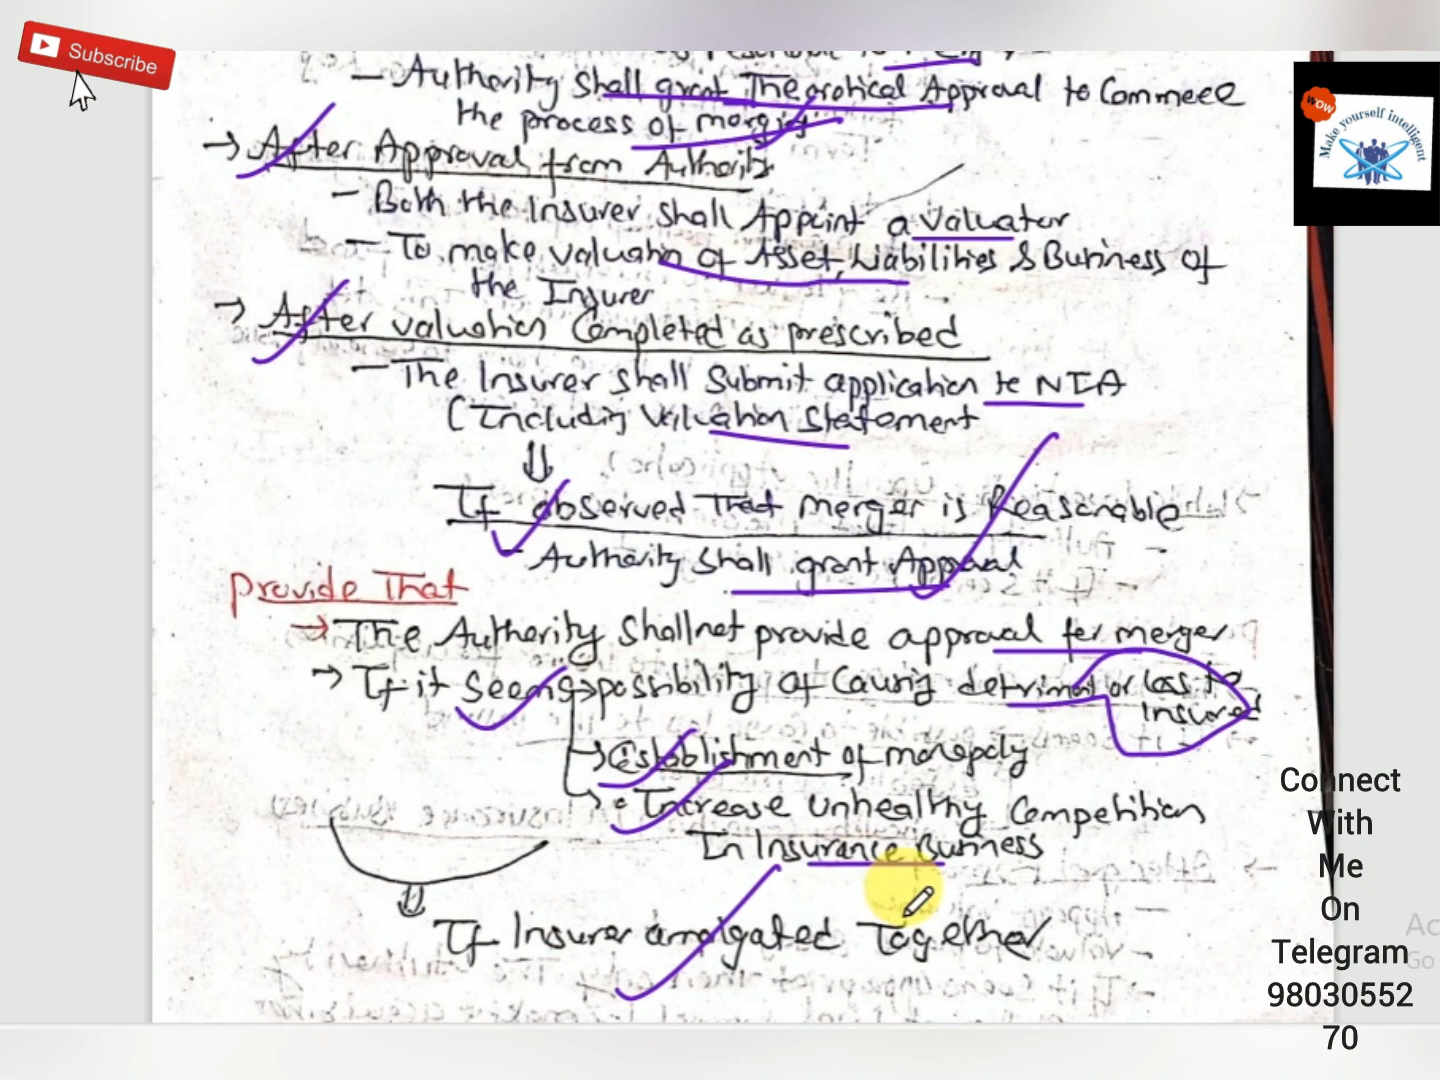 Subscribe
- Authority Shall grant Theorotical Approval to Commece
the process of merging
WOW
Make yourself intelligent
→ After Approval from Authority
- Both the Insurer shall Appoint a Valuator
- To make valuation of Asset, Liabilities & Business of
the Insurer
→ After valuation Completed as prescribed
- The Insurer shall Submit application to NIA
(Including Valuation Statement
⇓
If observed That merger is Reasonable
- Authority Shall grant Approval
Provide That
→ The Authority Shall not provide approval for merger
→ If it Seems → possibility of Causing detriment or loss to
Insured
→ Establishment of monopoly
→ • Increase Unhealthy Competition
In Insurance Business
⇓
If Insurer amalgated Together
Connect
With
Me
On
Telegram
98030552
70
Ac
Go